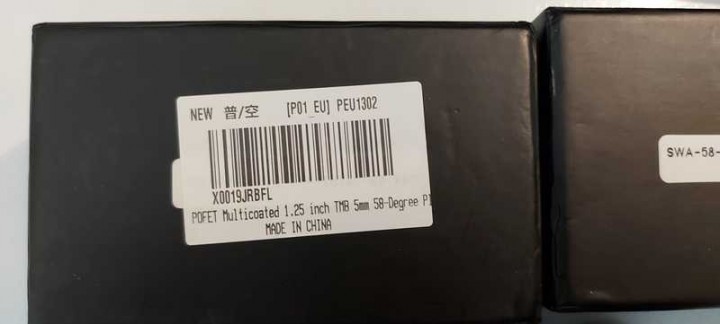 NEW 普/空 [P01_EU] PEU1302
X0019JRBFL
POFET Multicoated 1.25 inch TMB 5mm 58-Degree Pl
MADE IN CHINA
SWA-58-